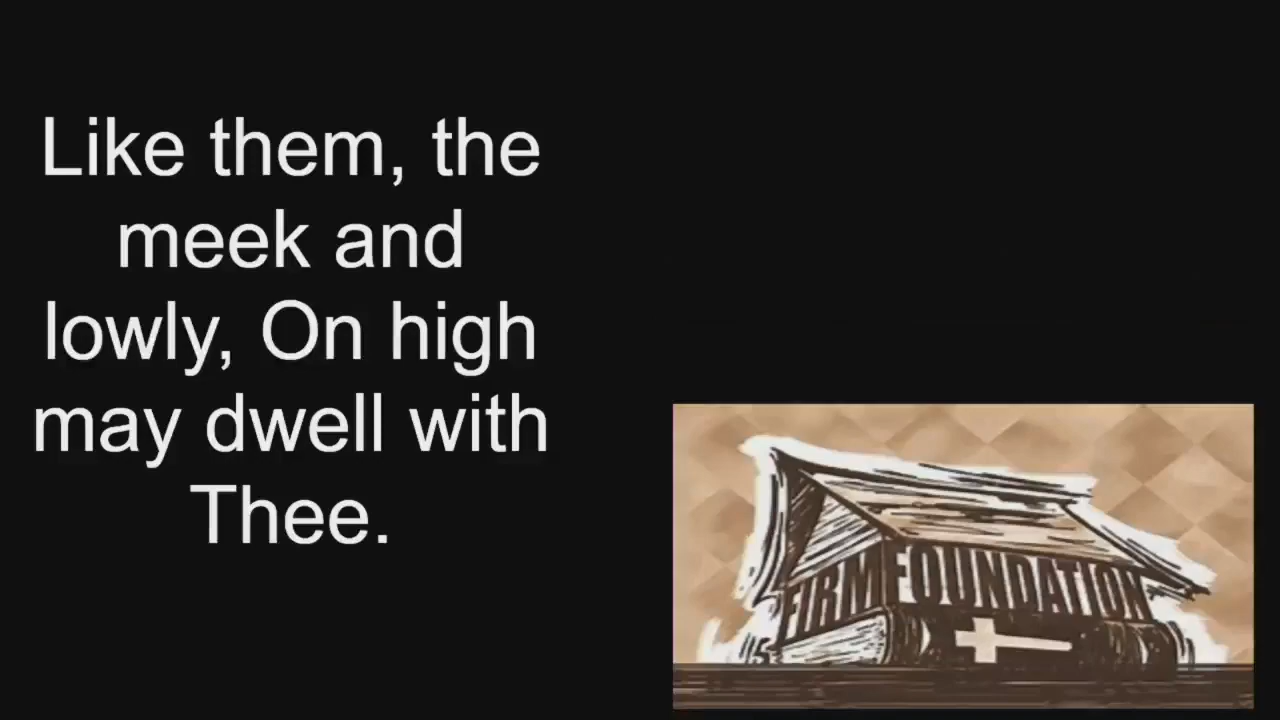 Like them, the
meek and
lowly, On high
may dwell with
Thee.
FIRM FOUNDATION